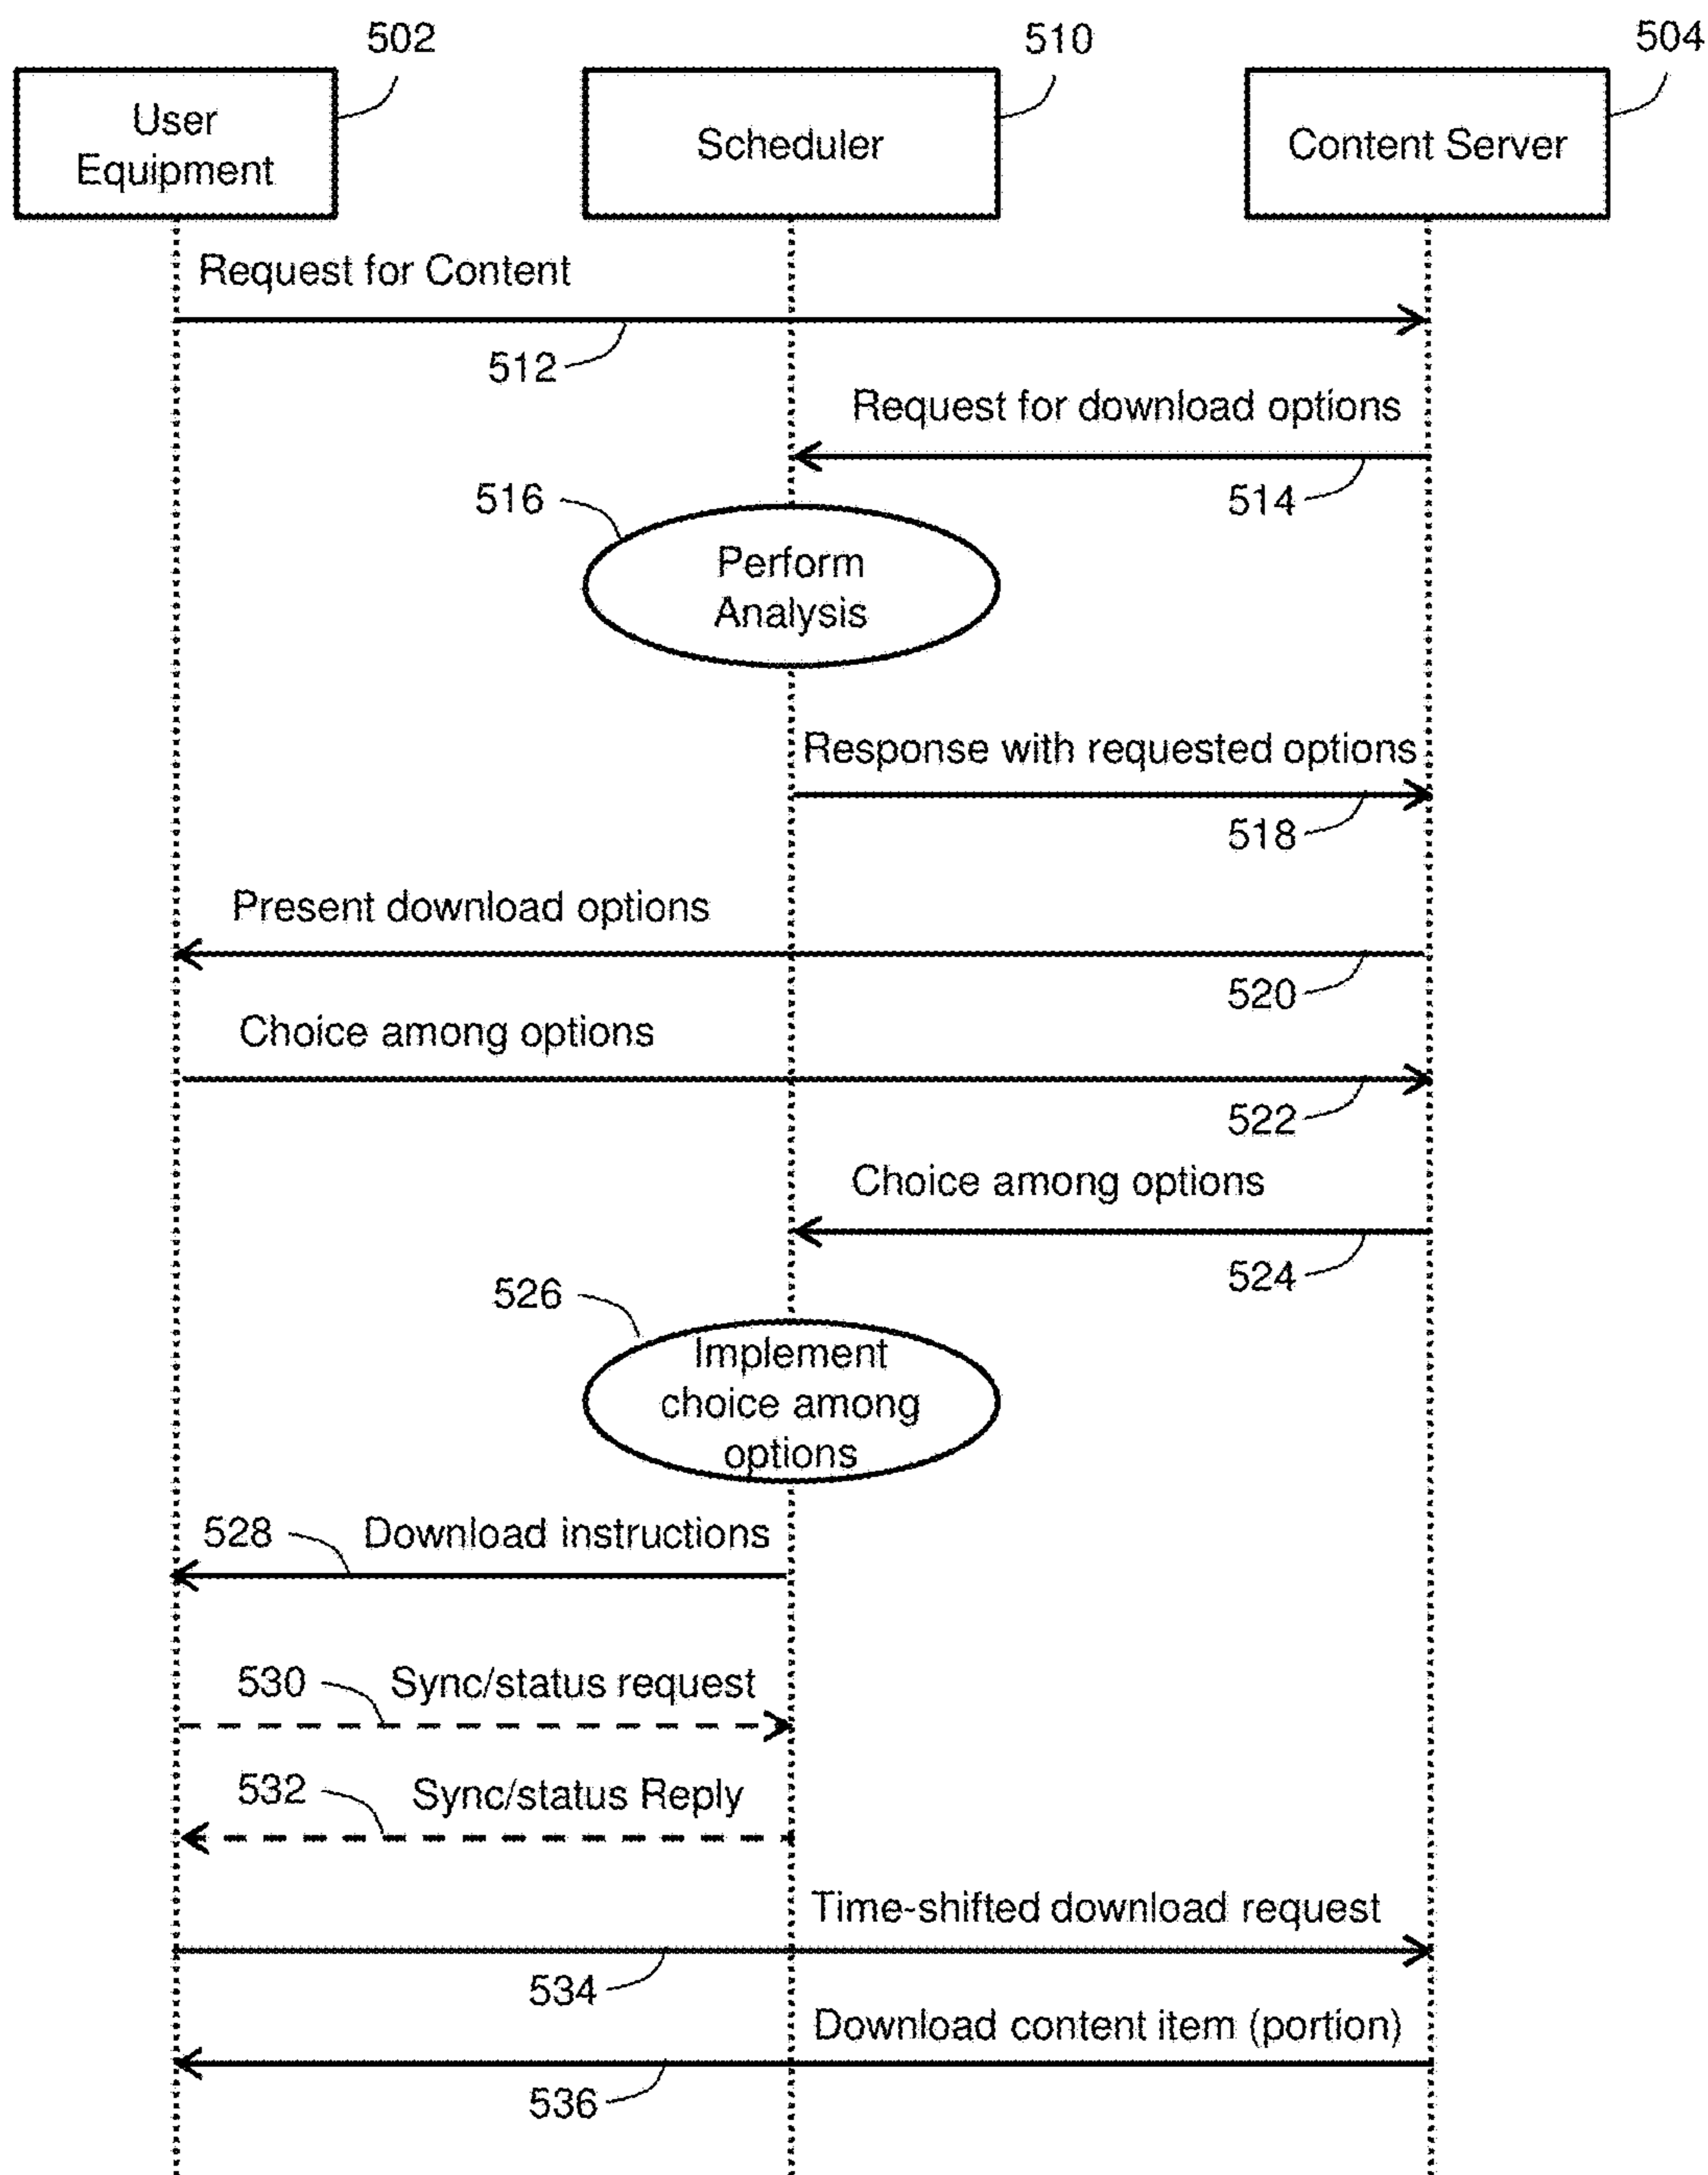 502
510
504
User
Equipment
Scheduler
Content Server
Request for Content
512
Request for download options
514
516
Perform
Analysis
Response with requested options
518
Present download options
520
Choice among options
522
Choice among options
524
526
Implement
choice among
options
528
Download instructions
530
Sync/status request
532
Sync/status Reply
Time-shifted download request
534
Download content item (portion)
536